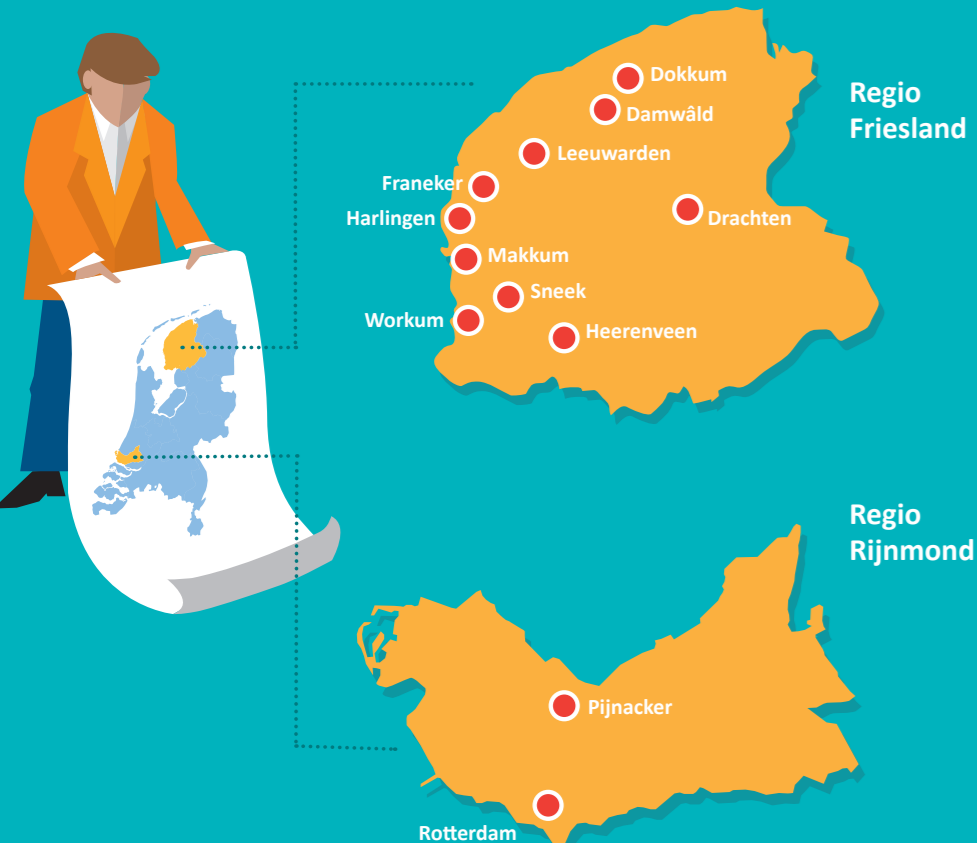 Regio
Friesland
Dokkum
Damwâld
Leeuwarden
Franeker
Harlingen
Drachten
Makkum
Sneek
Workum
Heerenveen
Regio
Rijnmond
Pijnacker
Rotterdam